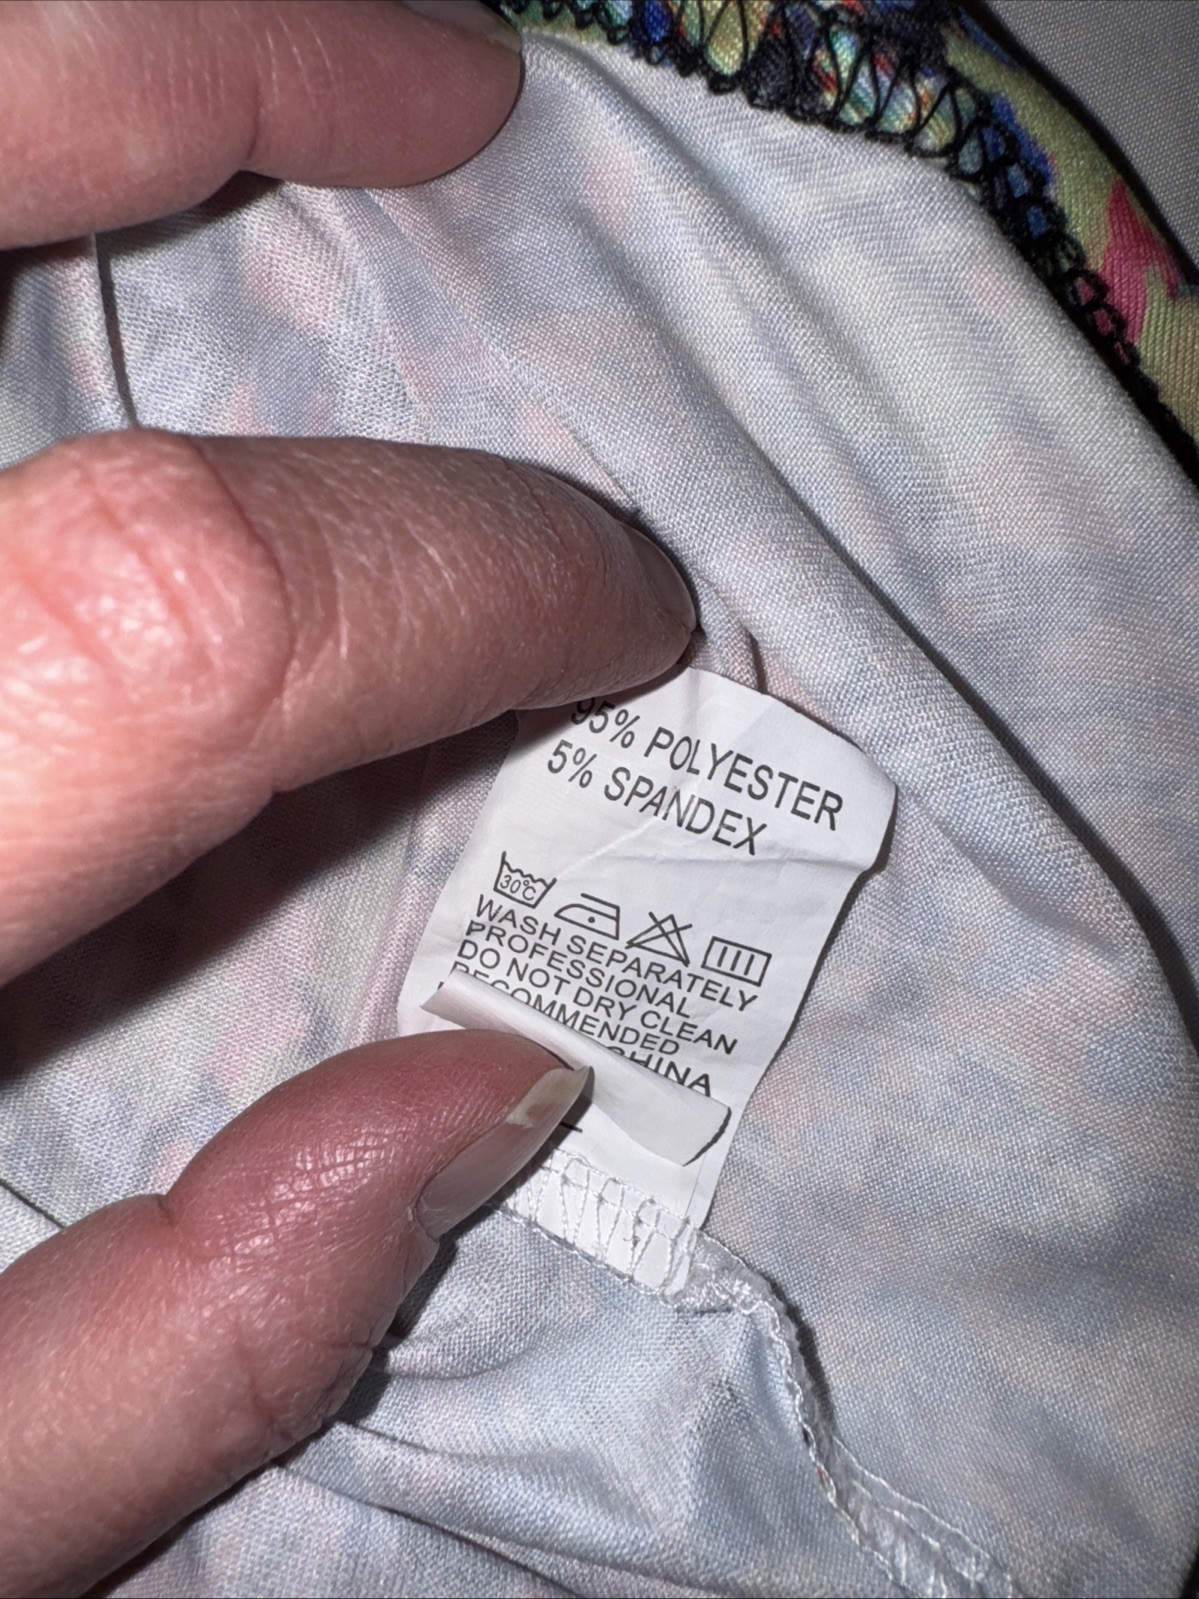 95% POLYESTER
5% SPANDEX
30°C
WASH SEPARATELY
PROFESSIONAL
DO NOT DRY CLEAN
RECOMMENDED
CHINA